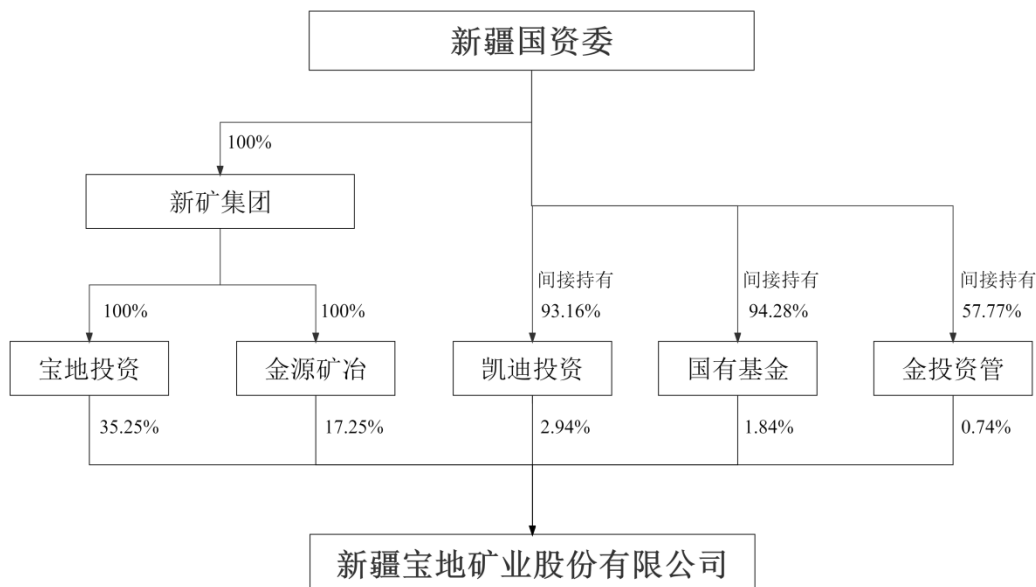 新疆国资委
100%
新矿集团
间接持有
93.16%
间接持有
94.28%
间接持有
57.77%
100%
100%
宝地投资
金源矿冶
凯迪投资
国有基金
金投资管
35.25%
17.25%
2.94%
1.84%
0.74%
新疆宝地矿业股份有限公司